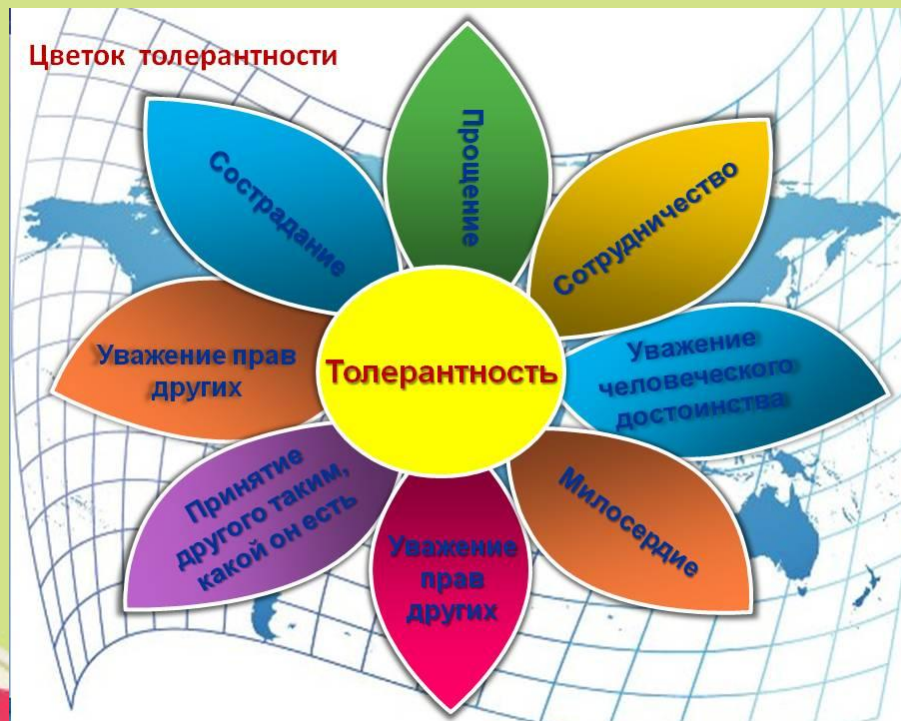 Цветок толерантности
Прощение
Сотрудничество
Уважение
человеческого
достоинства
Милосердие
Уважение
прав
других
Принятие
другого таким,
какой он есть
Уважение прав
других
Сострадание
Толерантность